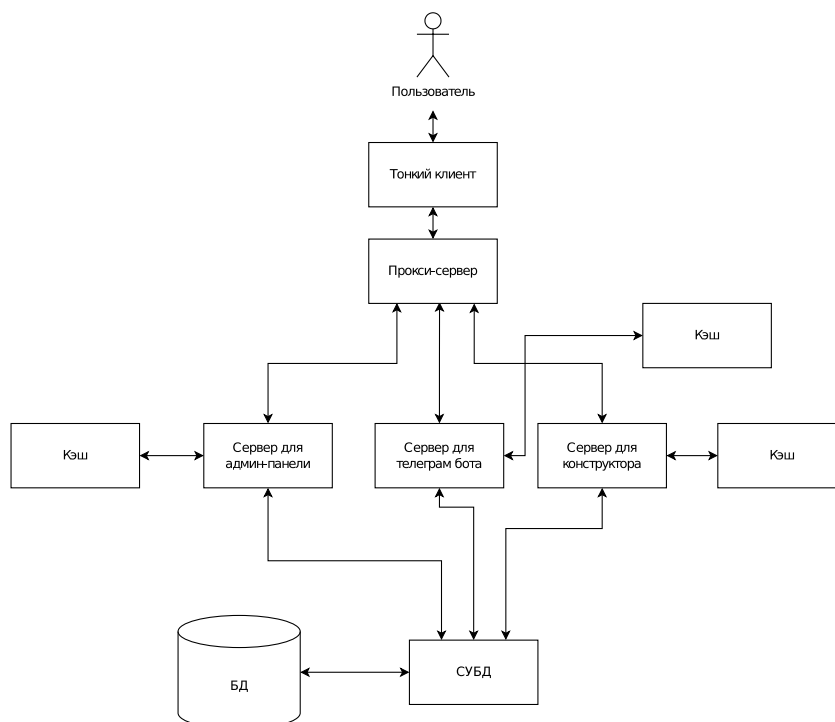 Пользователь
Тонкий клиент
Прокси-сервер
Кэш
Кэш
Сервер для
админ-панели
Сервер для
телеграм бота
Сервер для
конструктора
Кэш
БД
СУБД